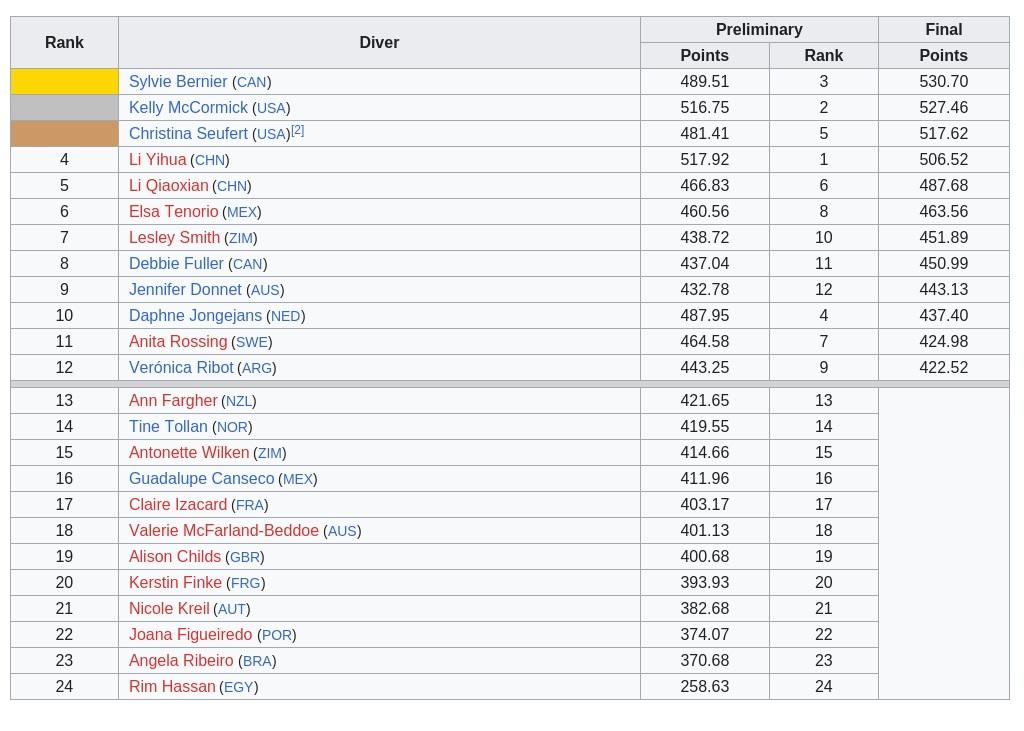 Rank Diver Preliminary Final
Points Rank Points
Sylvie Bernier (CAN) 489.51 3 530.70
Kelly McCormick (USA) 516.75 2 527.46
Christina Seufert (USA)[2] 481.41 5 517.62
4 Li Yihua (CHN) 517.92 1 506.52
5 Li Qiaoxian (CHN) 466.83 6 487.68
6 Elsa Tenorio (MEX) 460.56 8 463.56
7 Lesley Smith (ZIM) 438.72 10 451.89
8 Debbie Fuller (CAN) 437.04 11 450.99
9 Jennifer Donnet (AUS) 432.78 12 443.13
10 Daphne Jongejans (NED) 487.95 4 437.40
11 Anita Rossing (SWE) 464.58 7 424.98
12 Verónica Ribot (ARG) 443.25 9 422.52
13 Ann Fargher (NZL) 421.65 13
14 Tine Tollan (NOR) 419.55 14
15 Antonette Wilken (ZIM) 414.66 15
16 Guadalupe Canseco (MEX) 411.96 16
17 Claire Izacard (FRA) 403.17 17
18 Valerie McFarland-Beddoe (AUS) 401.13 18
19 Alison Childs (GBR) 400.68 19
20 Kerstin Finke (FRG) 393.93 20
21 Nicole Kreil (AUT) 382.68 21
22 Joana Figueiredo (POR) 374.07 22
23 Angela Ribeiro (BRA) 370.68 23
24 Rim Hassan (EGY) 258.63 24